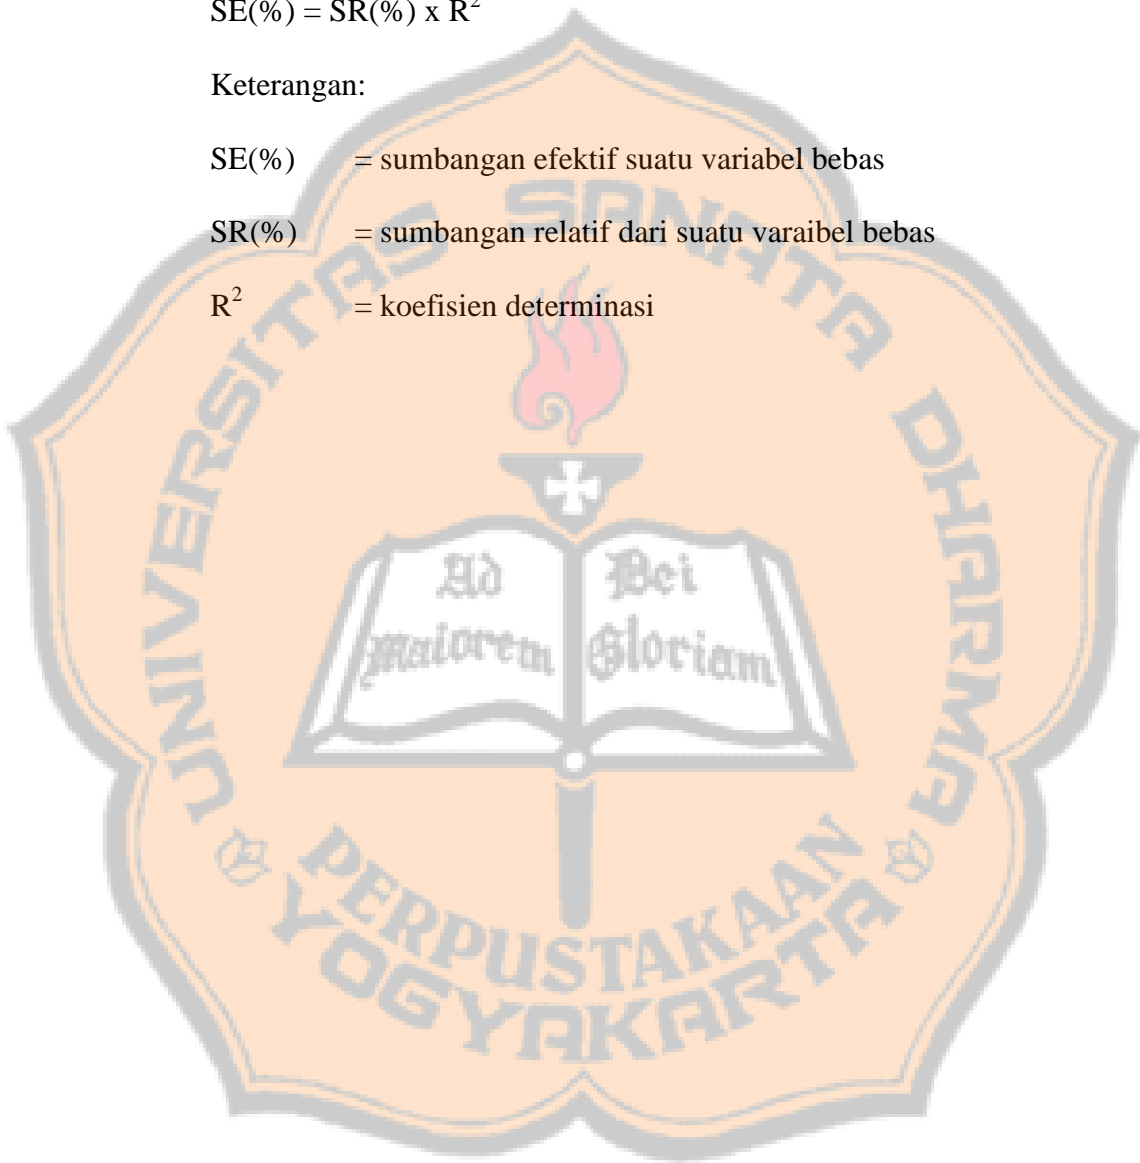 SE(%) = SR(%) x R²
Keterangan:
SE(%) = sumbangan efektif suatu variabel bebas
SR(%) = sumbangan relatif dari suatu varaibel bebas
R² = koefisien determinasi
UNIVERSITAS SANATA DHARMA
Ad maiorem
Dei Gloriam
PERPUSTAKAAN
YOGYAKARTA